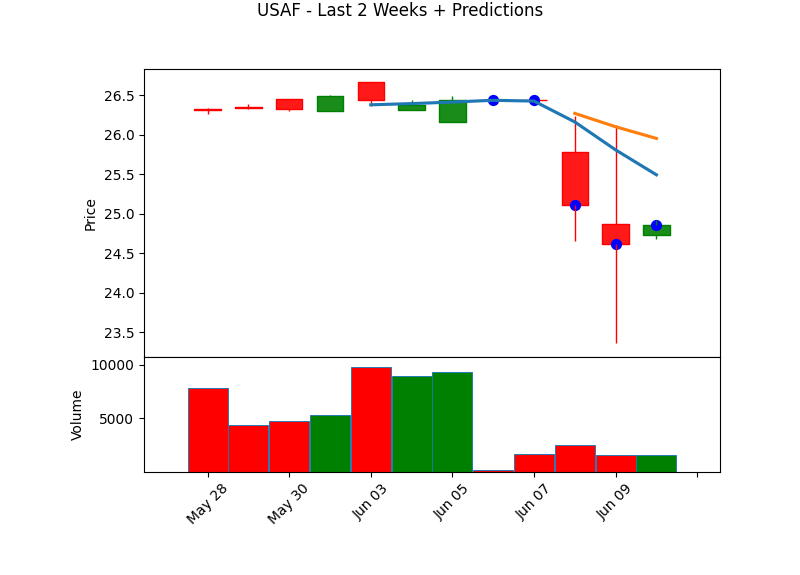 USAF - Last 2 Weeks + Predictions
26.5
26.0
25.5
25.0
24.5
24.0
23.5
Price
10000
5000
Volume
May 28
May 30
Jun 03
Jun 05
Jun 07
Jun 09